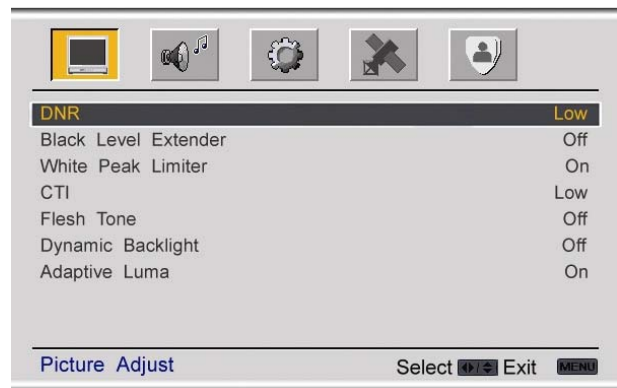 DNR Low
Black Level Extender Off
White Peak Limiter On
CTI Low
Flesh Tone Off
Dynamic Backlight Off
Adaptive Luma On
Picture Adjust Select Exit MENU